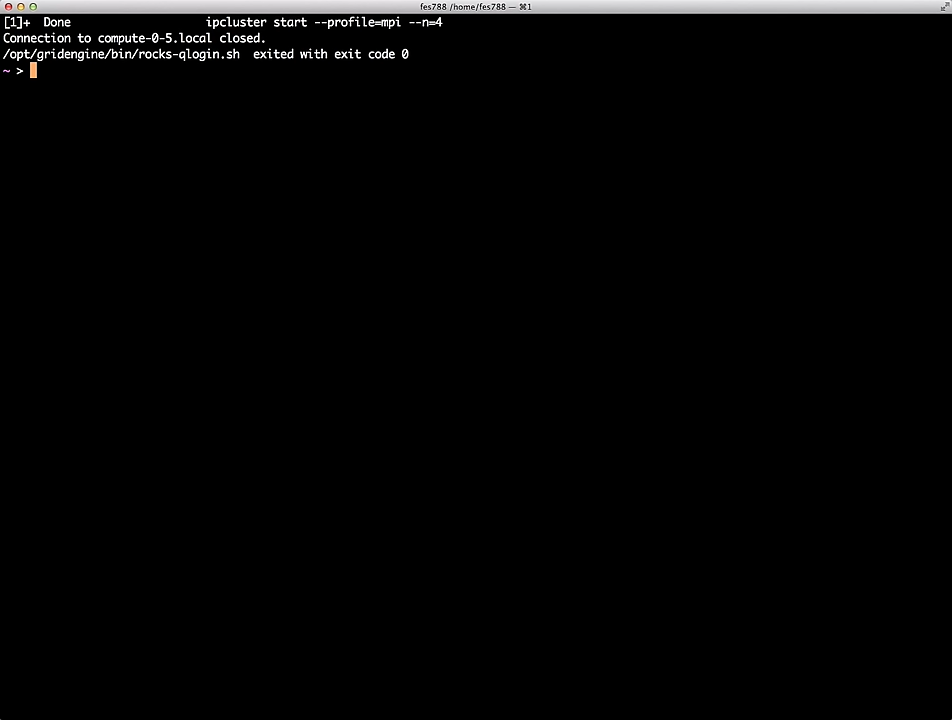 fes788 /home/fes788 — ⌘1
[1]+  Done                    ipcluster start --profile=mpi --n=4
Connection to compute-0-5.local closed.
/opt/gridengine/bin/rocks-qlogin.sh  exited with exit code 0
~ >